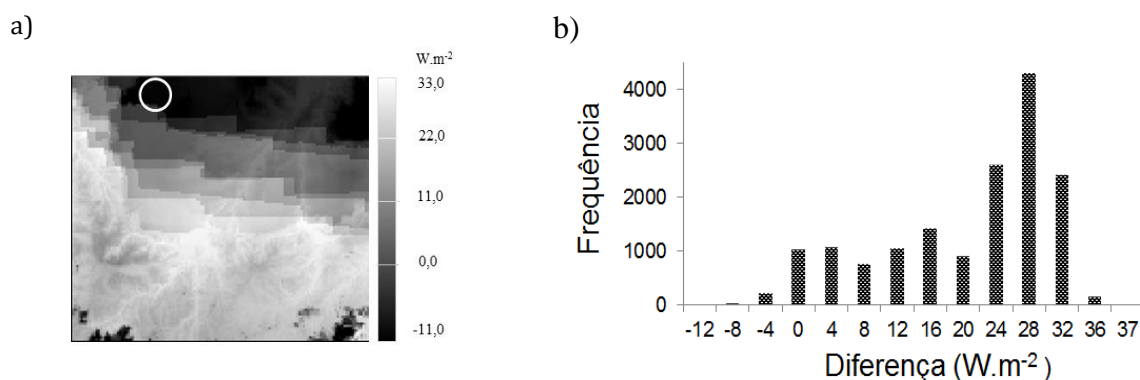 a)
W.m-2
33,0
22,0
11,0
0,0
-11,0
b)
Frequência
4000
3000
2000
1000
0
-12 -8 -4 0 4 8 12 16 20 24 28 32 36 37
Diferença (W.m-2 )